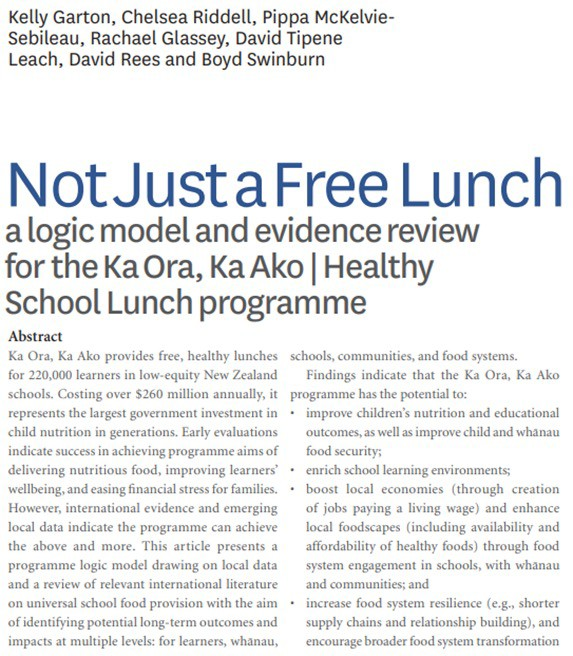 Kelly Garton, Chelsea Riddell, Pippa McKelvie-
Sebileau, Rachael Glassey, David Tipene
Leach, David Rees and Boyd Swinburn
Not Just a Free Lunch
a logic model and evidence review
for the Ka Ora, Ka Ako | Healthy
School Lunch programme
Abstract
Ka Ora, Ka Ako provides free, healthy lunches
for 220,000 learners in low-equity New Zealand
schools. Costing over $260 million annually, it
represents the largest government investment in
child nutrition in generations. Early evaluations
indicate success in achieving programme aims of
delivering nutritious food, improving learners'
wellbeing, and easing financial stress for families.
However, international evidence and emerging
local data indicate the programme can achieve
the above and more. This article presents a
programme logic model drawing on local data
and a review of relevant international literature
on universal school food provision with the aim
of identifying potential long-term outcomes and
impacts at multiple levels: for learners, whānau,
schools, communities, and food systems.
Findings indicate that the Ka Ora, Ka Ako
programme has the potential to:
• improve children's nutrition and educational
outcomes, as well as improve child and whānau
food security;
• enrich school learning environments;
• boost local economies (through creation
of jobs paying a living wage) and enhance
local foodscapes (including availability and
affordability of healthy foods) through food
system engagement in schools, with whānau
and communities; and
• increase food system resilience (e.g., shorter
supply chains and relationship building), and
encourage broader food system transformation